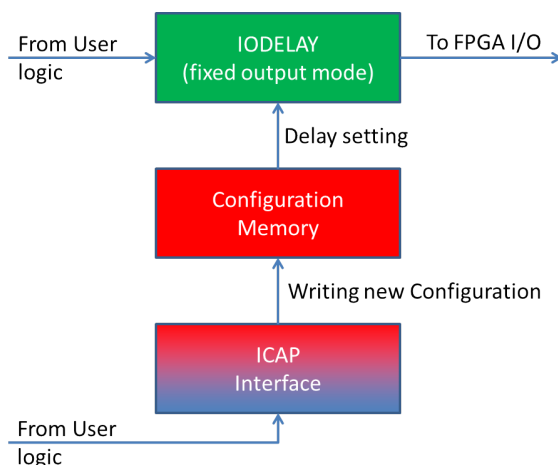 From User
logic
IODELAY
(fixed output mode)
To FPGA I/O
Delay setting
Configuration
Memory
Writing new Configuration
ICAP
Interface
From User
logic